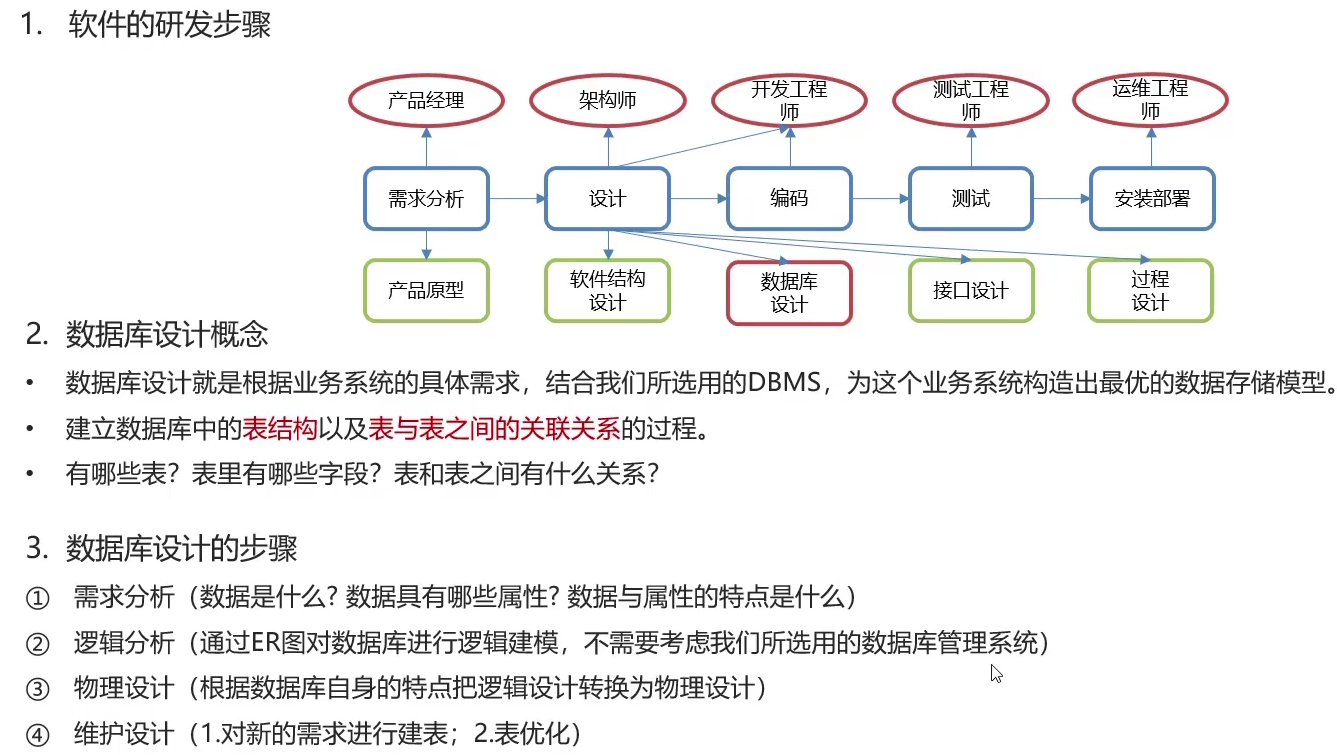 1. 软件的研发步骤
产品经理
架构师
开发工程
师
测试工程
师
运维工程
师
需求分析
设计
编码
测试
安装部署
产品原型
软件结构
设计
数据库
设计
接口设计
过程
设计
2. 数据库设计概念
• 数据库设计就是根据业务系统的具体需求，结合我们所选用的DBMS，为这个业务系统构造出最优的数据存储模型。
• 建立数据库中的表结构以及表与表之间的关联关系的过程。
• 有哪些表？表里有哪些字段？表和表之间有什么关系？
3. 数据库设计的步骤
① 需求分析（数据是什么? 数据具有哪些属性? 数据与属性的特点是什么）
② 逻辑分析（通过ER图对数据库进行逻辑建模，不需要考虑我们所选用的数据库管理系统）
③ 物理设计（根据数据库自身的特点把逻辑设计转换为物理设计）
④ 维护设计（1.对新的需求进行建表；2.表优化）